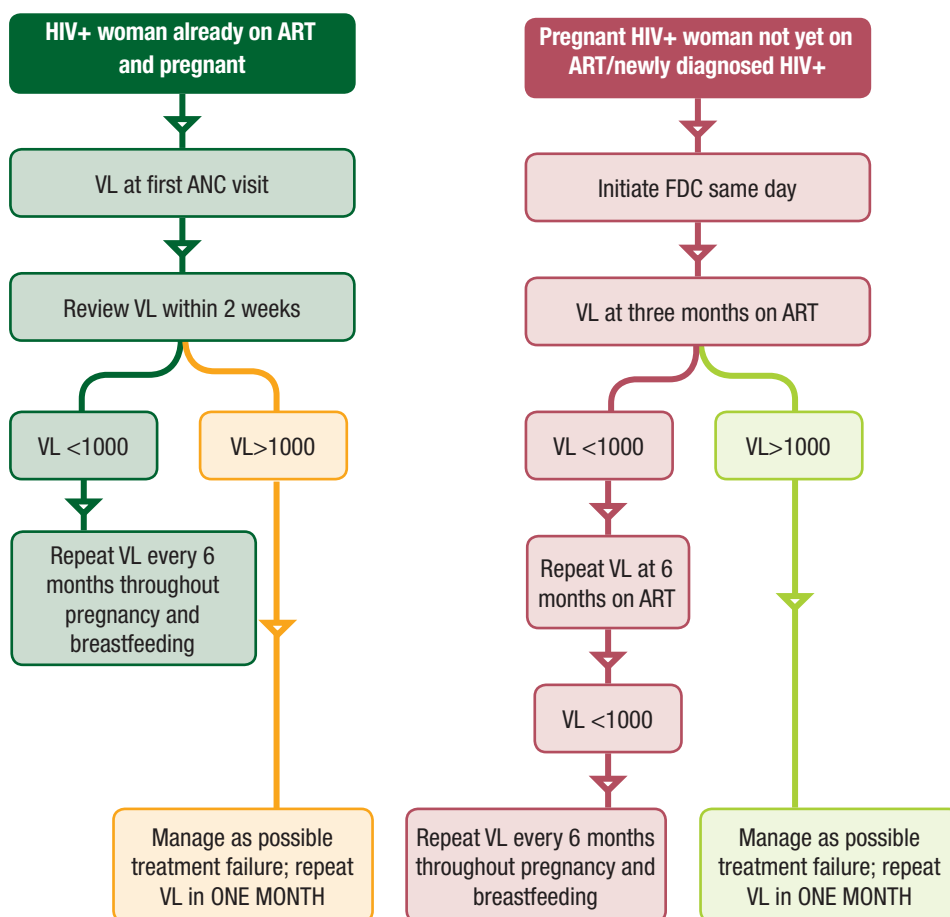 HIV+ woman already on ART
and pregnant
VL at first ANC visit
Review VL within 2 weeks
VL <1000
VL>1000
Repeat VL every 6
months throughout
pregnancy and
breastfeeding
Manage as possible
treatment failure; repeat
VL in ONE MONTH
Pregnant HIV+ woman not yet on
ART/newly diagnosed HIV+
Initiate FDC same day
VL at three months on ART
VL <1000
VL>1000
Repeat VL at 6
months on ART
VL <1000
Repeat VL every 6 months
throughout pregnancy and
breastfeeding
Manage as possible
treatment failure; repeat
VL in ONE MONTH